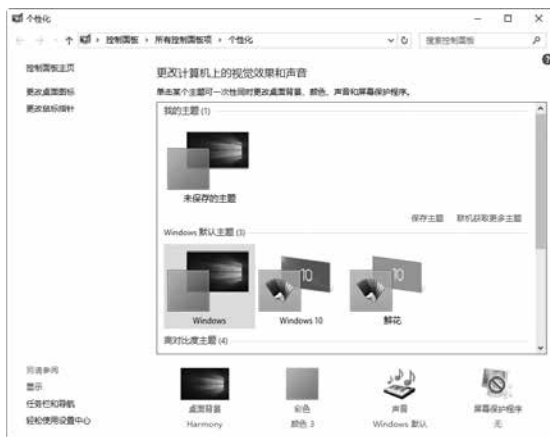 个性化
控制面板 › 所有控制面板项 › 个性化
搜索控制面板
控制面板主页
更改桌面图标
更改鼠标指针
更改计算机上的视觉效果和声音
单击某个主题可一次性同时更改桌面背景、颜色、声音和屏幕保护程序。
我的主题 (1)
未保存的主题
保存主题 联机获取更多主题
Windows 默认主题 (3)
10 10
Windows Windows 10 鲜花
高对比度主题 (4)
另请参阅
显示
任务栏和导航
轻松使用设置中心
桌面背景 彩色 声音 屏幕保护程序
Harmony 颜色 3 Windows 默认 无